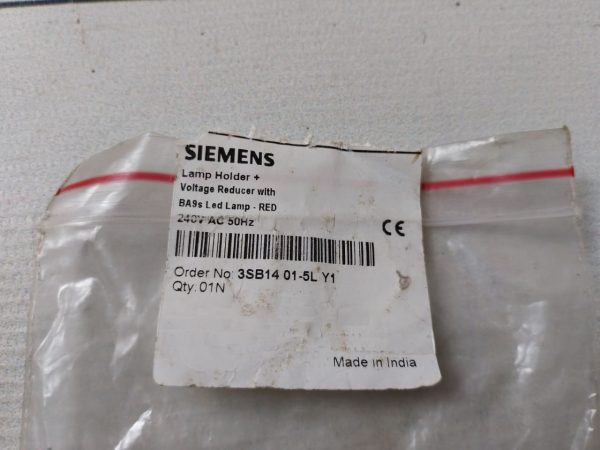 SIEMENS
Lamp Holder +
Voltage Reducer with
BA9s Led Lamp - RED
240V AC 50Hz
CE
Order No: 3SB14 01-5L Y1
Qty. 01N
Made in India